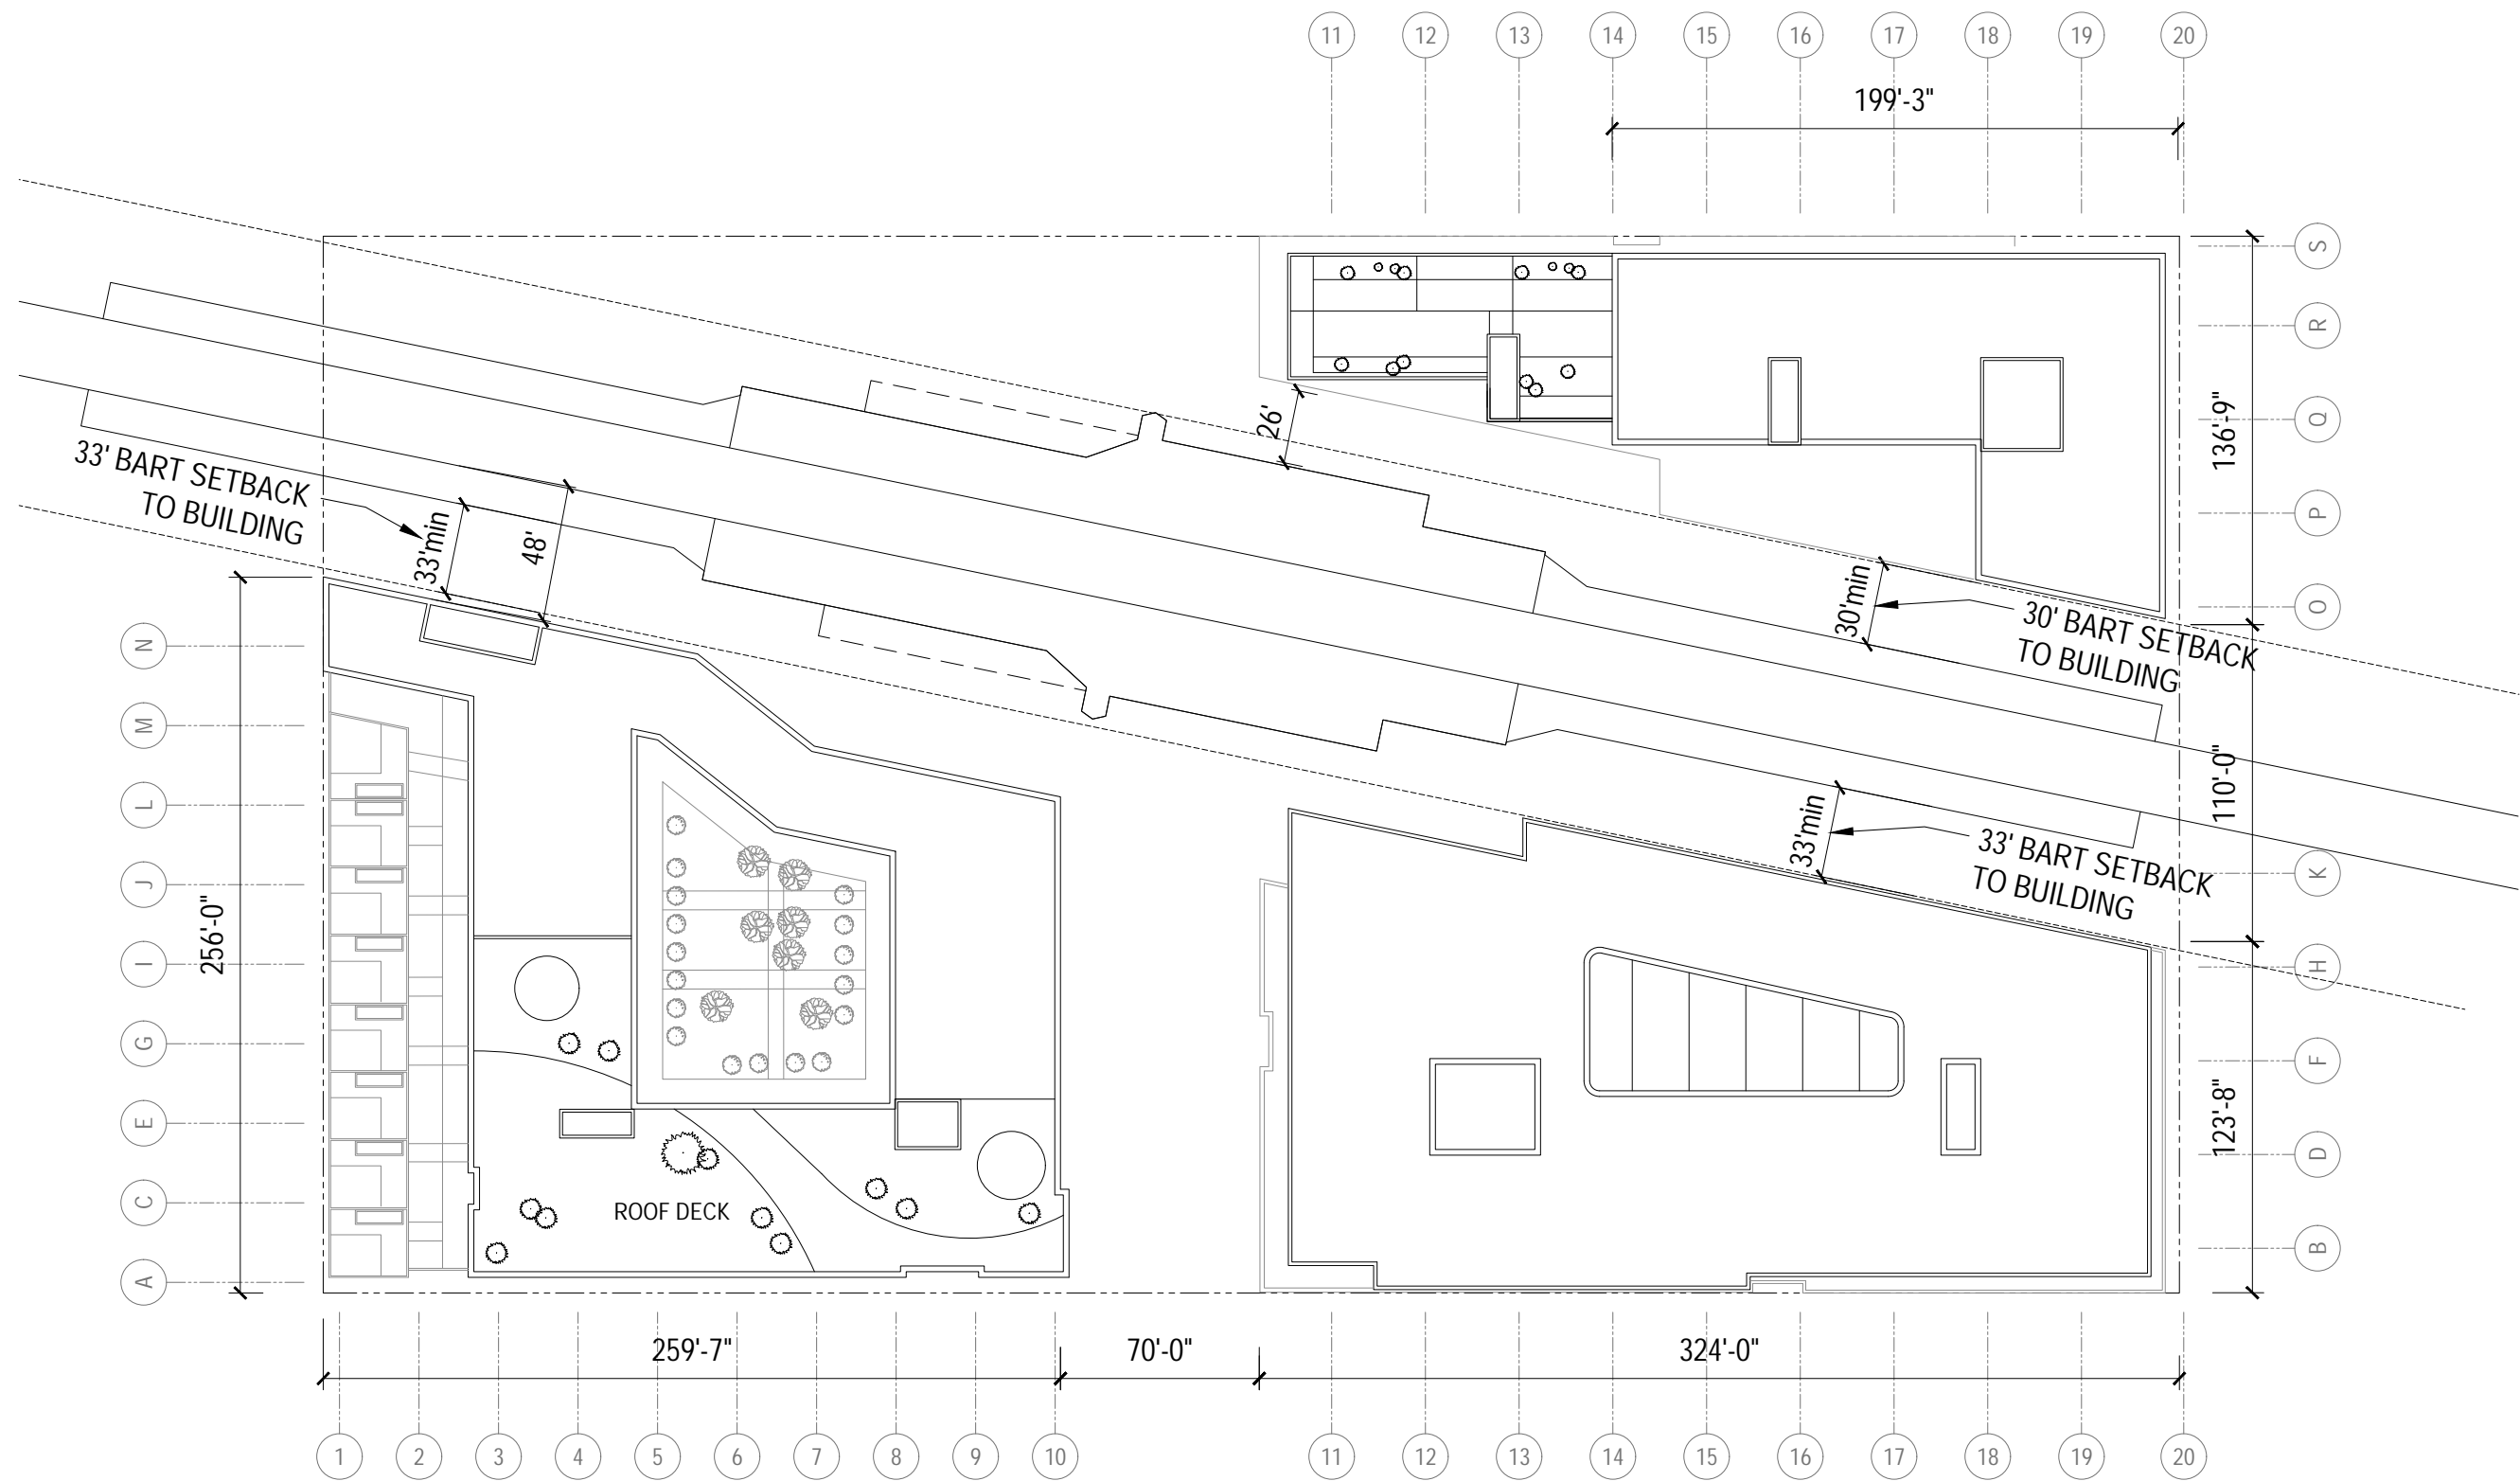 11 12 13 14 15 16 17 18 19 20
199'-3"
S
R
Q
P
O
136'-9"
26'
33' BART SETBACK
TO BUILDING
33'min
48'
30'min
30' BART SETBACK
TO BUILDING
110'-0"
33'min
33' BART SETBACK
TO BUILDING
N
M
L
J
I
G
E
C
A
256'-0"
K
H
F
D
B
123'-8"
ROOF DECK
259'-7" 70'-0" 324'-0"
1 2 3 4 5 6 7 8 9 10 11 12 13 14 15 16 17 18 19 20